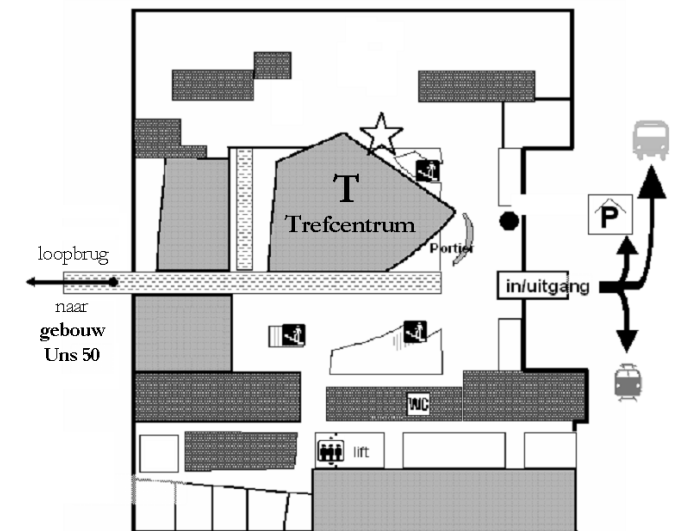 T
Trefcentrum
Portier
loopbrug
naar
gebouw
Uns 50
P
in/uitgang
WC
lift